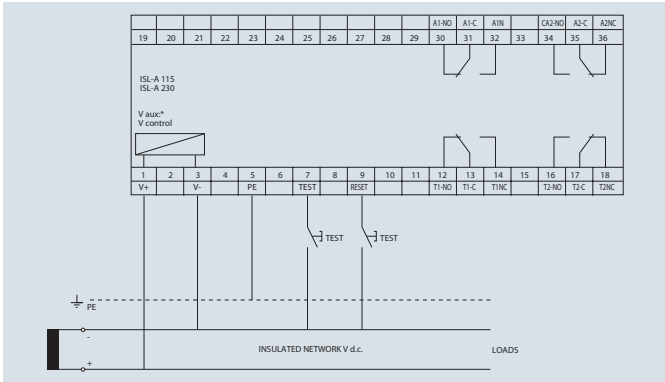 A1-NO A1-C A1N CA2-NO A2-C A2NC
19 20 21 22 23 24 25 26 27 28 29 30 31 32 33 34 35 36
ISL-A 115
ISL-A 230
V aux:*
V control
1 2 3 4 5 6 7 8 9 10 11 12 13 14 15 16 17 18
V+ V- PE TEST RESET T1-NO T1-C T1NC T2-NO T2-C T2NC
TEST TEST
PE
-
INSULATED NETWORK V d.c. LOADS
+